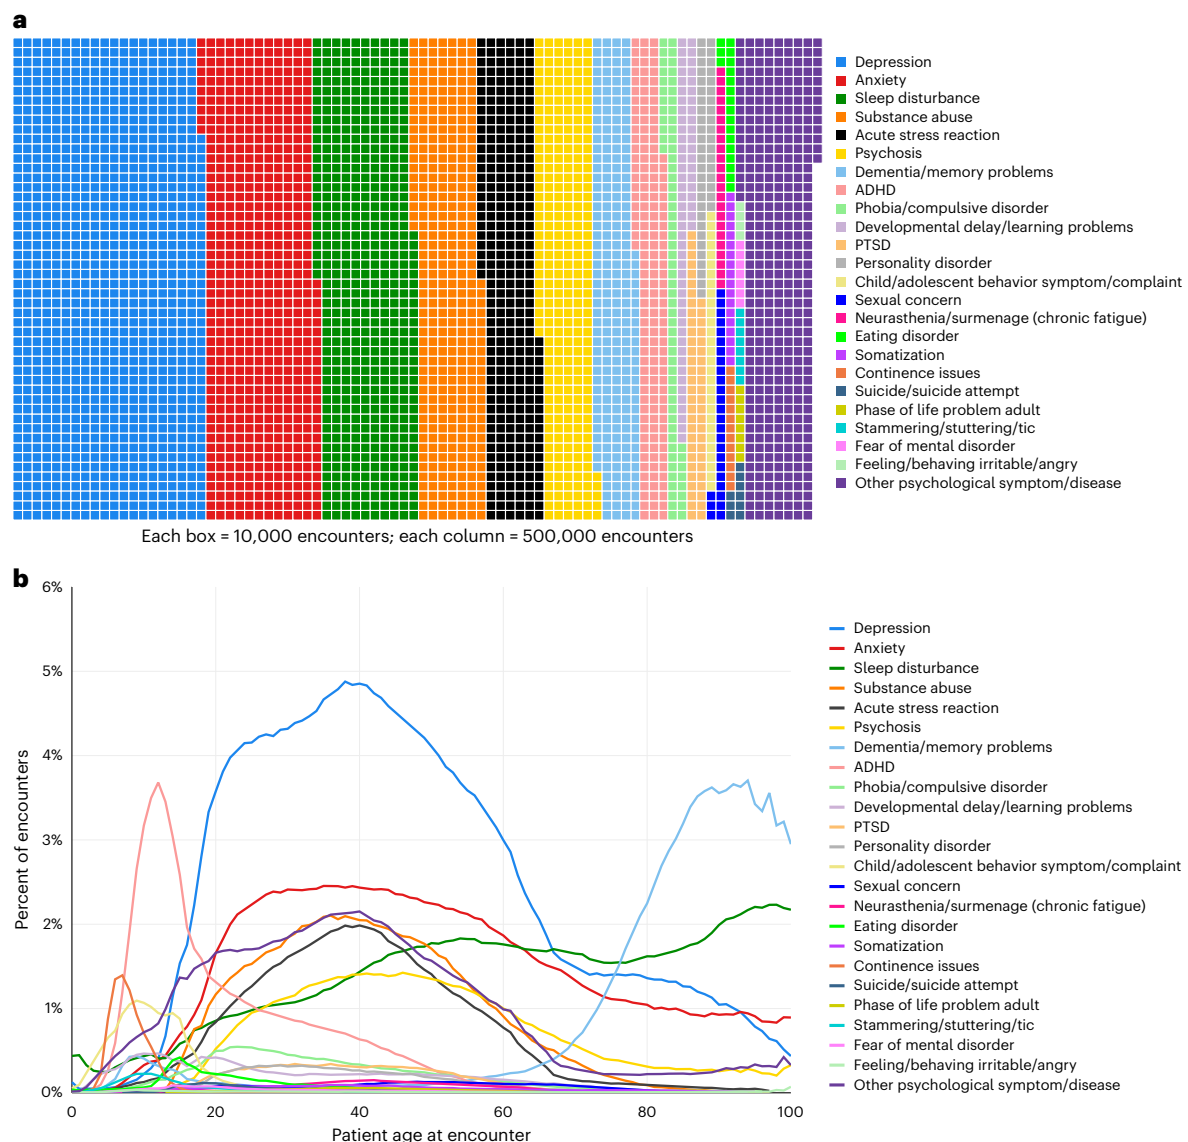 a
Depression
Anxiety
Sleep disturbance
Substance abuse
Acute stress reaction
Psychosis
Dementia/memory problems
ADHD
Phobia/compulsive disorder
Developmental delay/learning problems
PTSD
Personality disorder
Child/adolescent behavior symptom/complaint
Sexual concern
Neurasthenia/surmenage (chronic fatigue)
Eating disorder
Somatization
Continence issues
Suicide/suicide attempt
Phase of life problem adult
Stammering/stuttering/tic
Fear of mental disorder
Feeling/behaving irritable/angry
Other psychological symptom/disease
Each box = 10,000 encounters; each column = 500,000 encounters
b
6%
5%
4%
3%
2%
1%
0%
Percent of encounters
0
20
40
60
80
100
Patient age at encounter
Depression
Anxiety
Sleep disturbance
Substance abuse
Acute stress reaction
Psychosis
Dementia/memory problems
ADHD
Phobia/compulsive disorder
Developmental delay/learning problems
PTSD
Personality disorder
Child/adolescent behavior symptom/complaint
Sexual concern
Neurasthenia/surmenage (chronic fatigue)
Eating disorder
Somatization
Continence issues
Suicide/suicide attempt
Phase of life problem adult
Stammering/stuttering/tic
Fear of mental disorder
Feeling/behaving irritable/angry
Other psychological symptom/disease